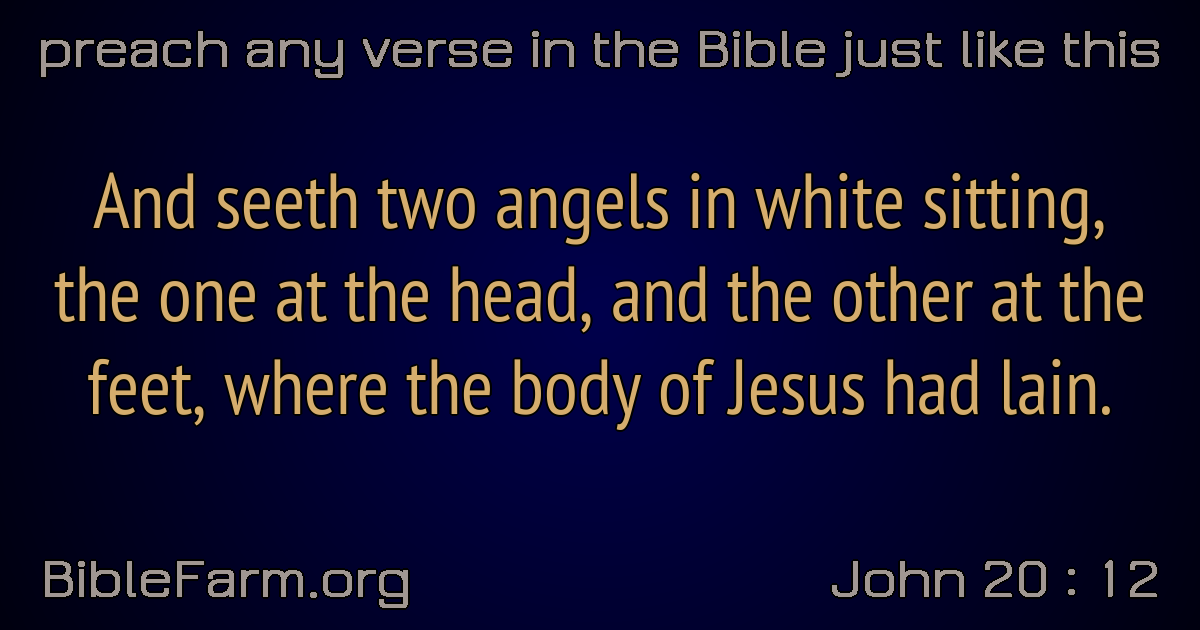 preach any verse in the Bible just like this
And seeth two angels in white sitting,
the one at the head, and the other at the
feet, where the body of Jesus had lain.
BibleFarm.org
John 20 : 12